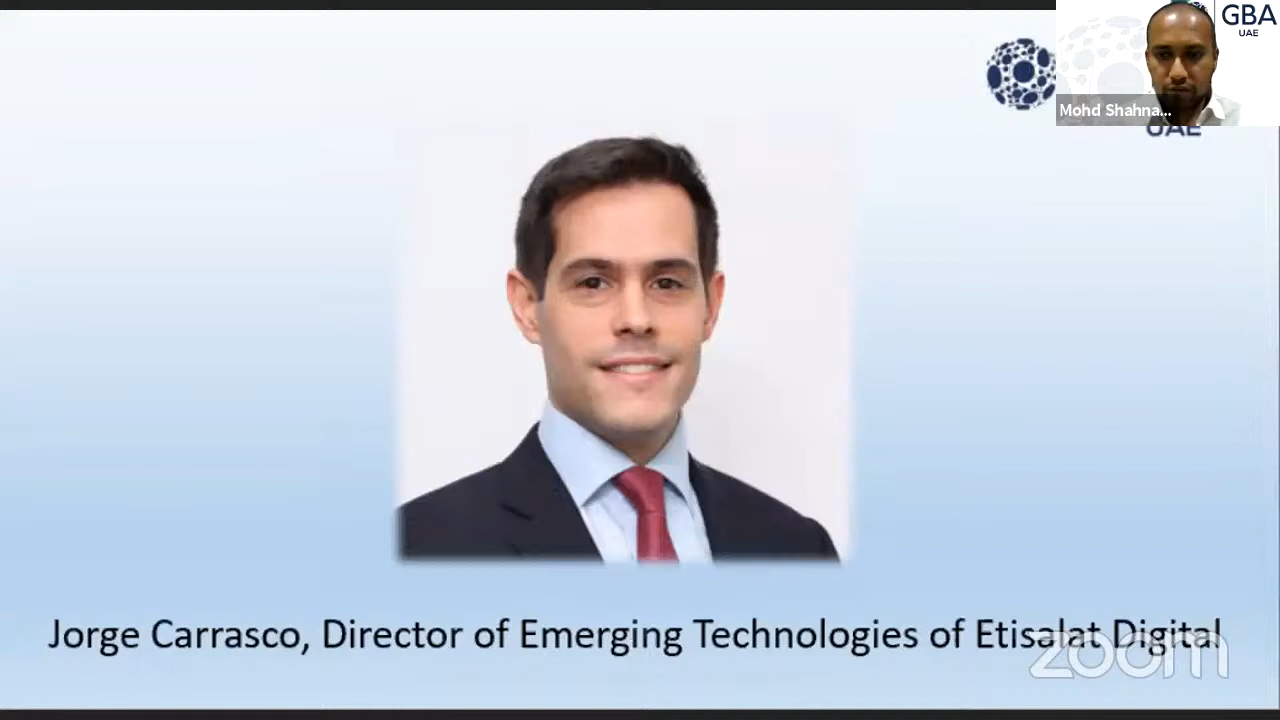 GBA
UAE
Mohd Shahna...
UAE
Jorge Carrasco, Director of Emerging Technologies of Etisalat Digital
zoom